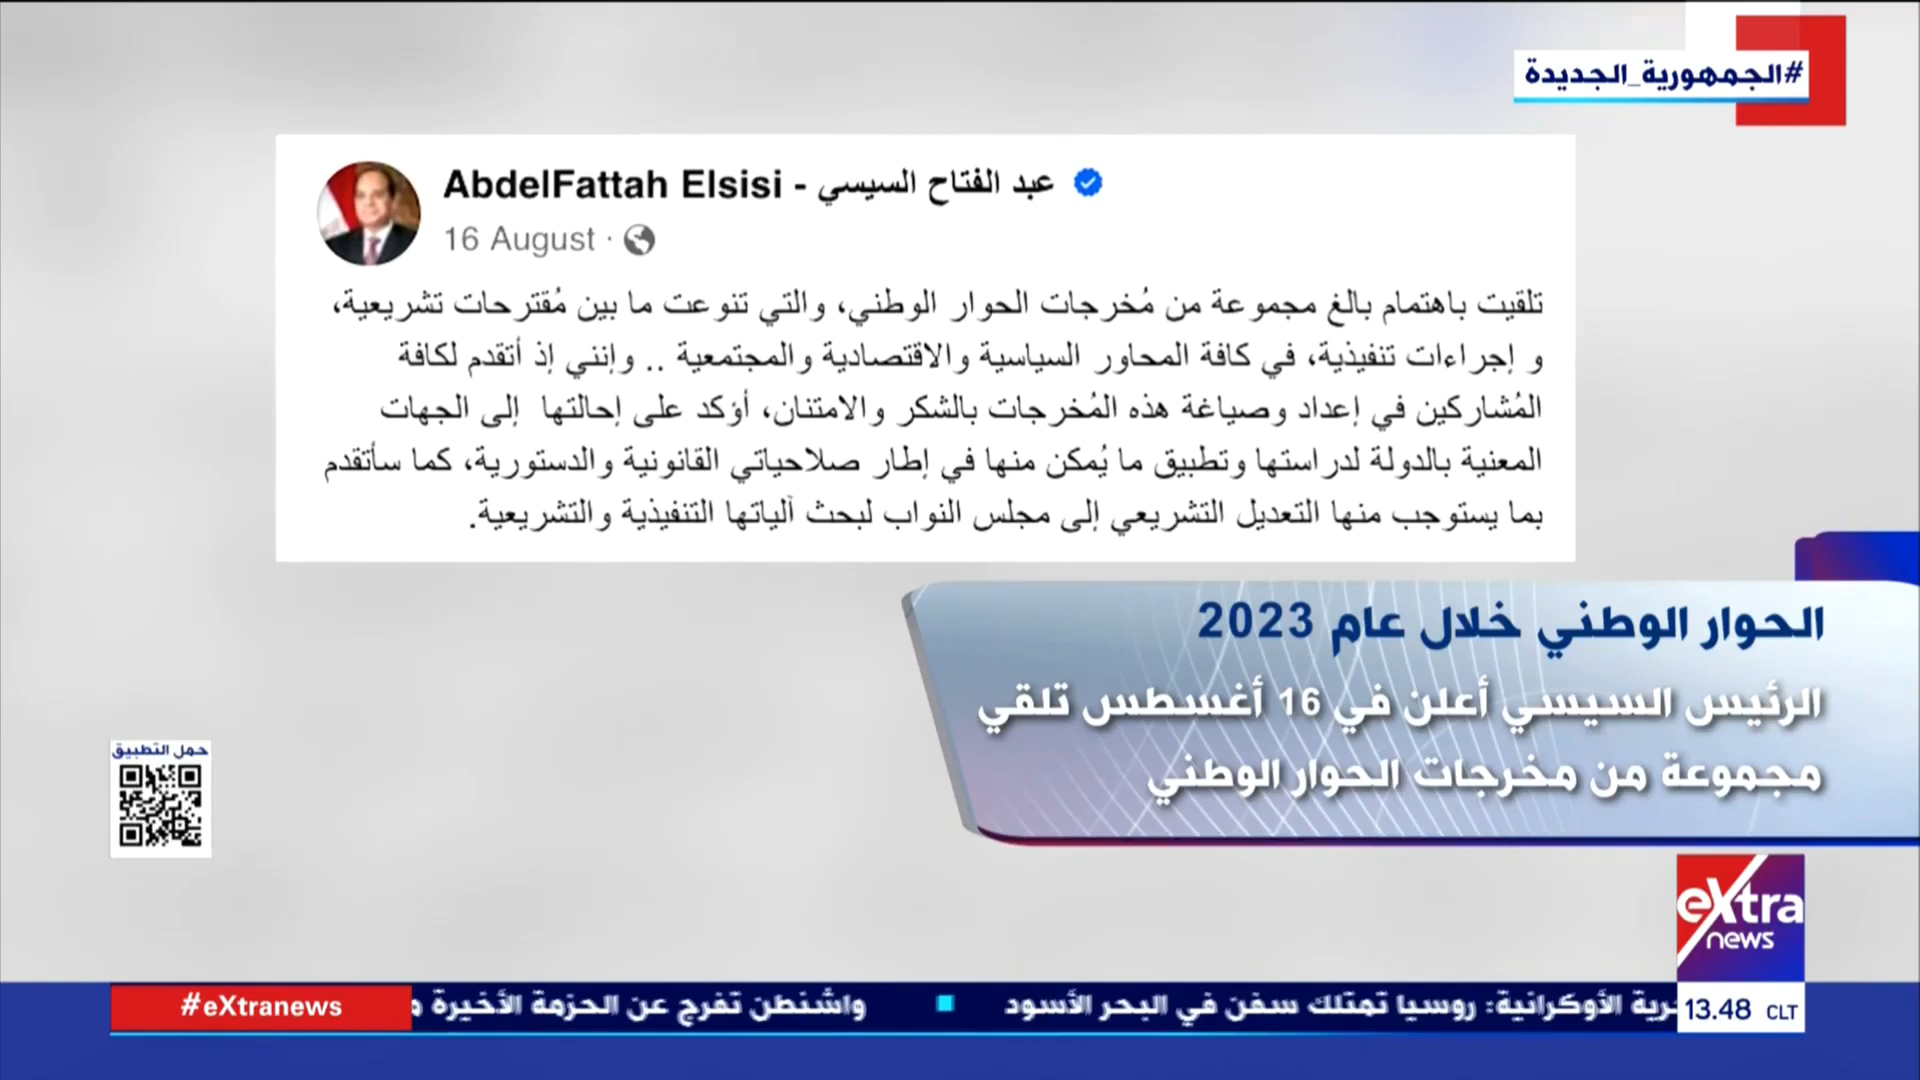 #الجمهورية_الجديدة
AbdelFattah Elsisi - عبد الفتاح السيسي
16 August ·
تلقيت باهتمام بالغ مجموعة من مُخرجات الحوار الوطني، والتي تنوعت ما بين مُقترحات تشريعية،
و إجراءات تنفيذية، في كافة المحاور السياسية والاقتصادية والمجتمعية .. وإنني إذ أتقدم لكافة
المُشاركين في إعداد وصياغة هذه المُخرجات بالشكر والامتنان، أؤكد على إحالتها إلى الجهات
المعنية بالدولة لدراستها وتطبيق ما يُمكن منها في إطار صلاحياتي القانونية والدستورية، كما سأتقدم
بما يستوجب منها التعديل التشريعي إلى مجلس النواب لبحث آلياتها التنفيذية والتشريعية.
الحوار الوطني خلال عام 2023
الرئيس السيسي أعلن في 16 أغسطس تلقي
مجموعة من مخرجات الحوار الوطني
حمل التطبيق
eXtra
news
الأوكرانية: روسيا تمتلك سفن في البحر الأسود
واشنطن تفرج عن الحزمة الأخيرة
#eXtranews
13.48 CLT